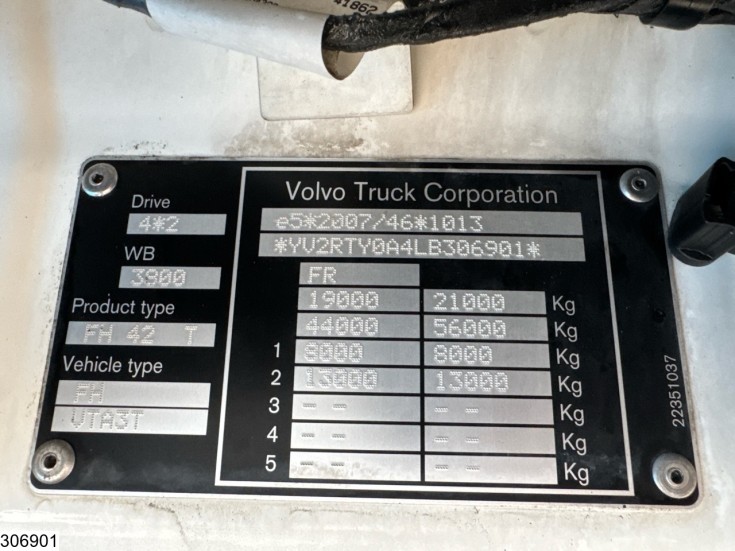 41862
Drive
4*2
WB
3900
Product type
FH 42 T
Vehicle type
FH
VTA3T
Volvo Truck Corporation
e5*2007/46*1013
*YV2RTY0A4LB306901*
FR
19000 21000 Kg
44000 56000 Kg
1 8000 8000 Kg
2 13000 13000 Kg
3 -- -- Kg
4 -- -- Kg
5 -- -- Kg
22351037
306901